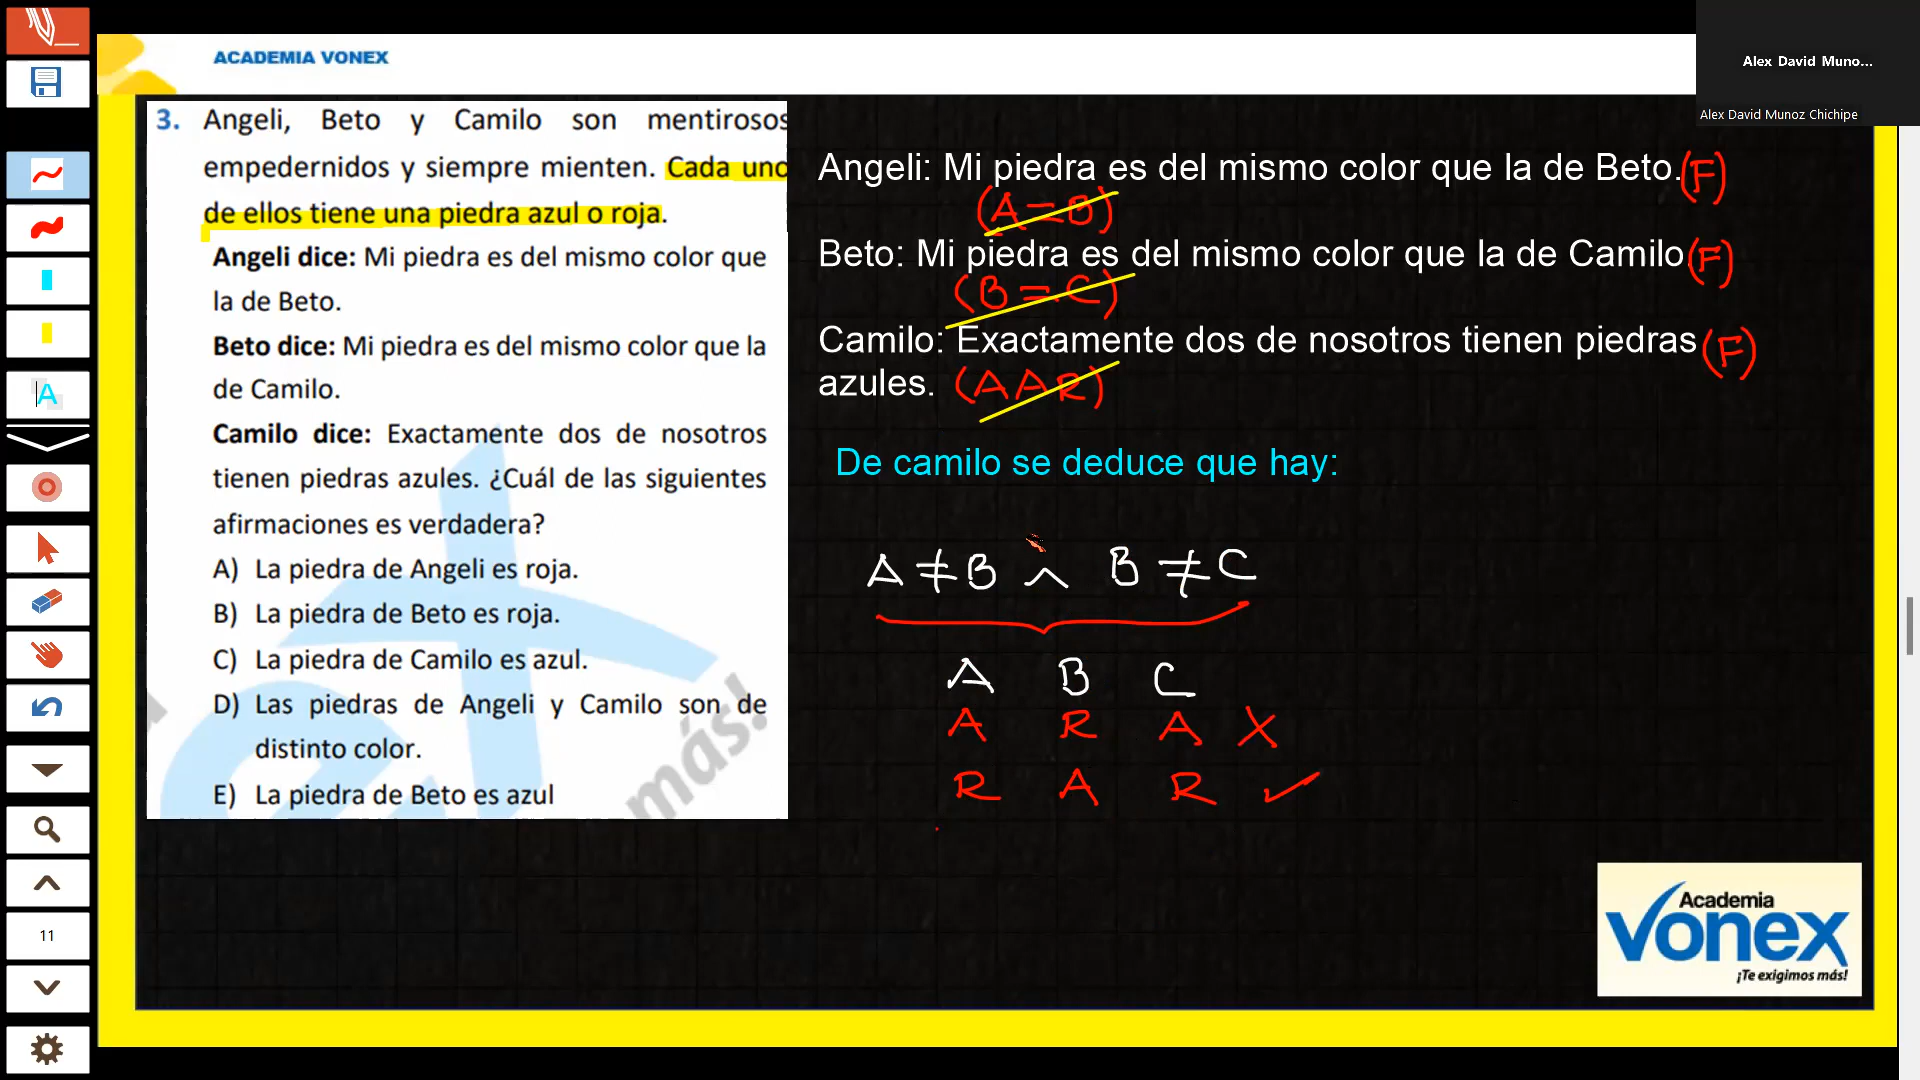 ACADEMIA VONEX
Alex David Muno...
Alex David Munoz Chichipe
3. Angeli, Beto y Camilo son mentirosos
empedernidos y siempre mienten. Cada uno
de ellos tiene una piedra azul o roja.
Angeli dice: Mi piedra es del mismo color que
la de Beto.
Beto dice: Mi piedra es del mismo color que la
de Camilo.
Camilo dice: Exactamente dos de nosotros
tienen piedras azules. ¿Cuál de las siguientes
afirmaciones es verdadera?
A) La piedra de Angeli es roja.
B) La piedra de Beto es roja.
C) La piedra de Camilo es azul.
D) Las piedras de Angeli y Camilo son de
distinto color.
E) La piedra de Beto es azul
más!
Angeli: Mi piedra es del mismo color que la de Beto. (F)
(A = B)
Beto: Mi piedra es del mismo color que la de Camilo (F)
(B = C)
Camilo: Exactamente dos de nosotros tienen piedras (F)
azules. (A A R)
De camilo se deduce que hay:
A ≠ B ∧ B ≠ C
A B C
A R A X
R A R ✓
Academia
Vonex
¡Te exigimos más!
A
11